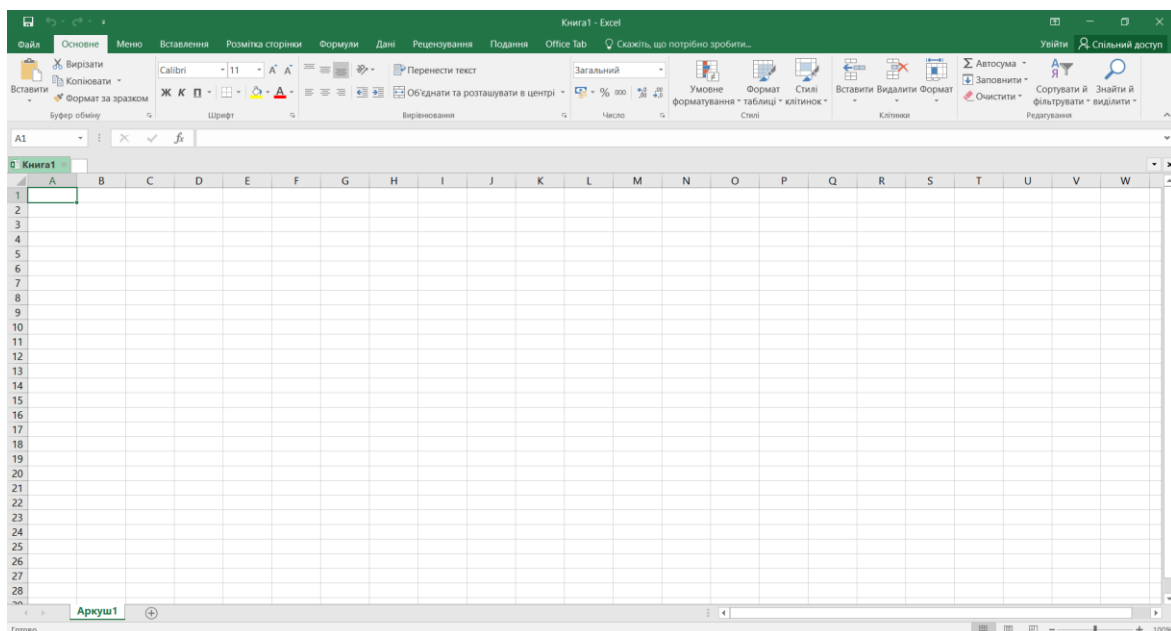 Книга1 - Excel
Файл Основне Меню Вставлення Розмітка сторінки Формули Дані Рецензування Подання Office Tab Скажіть, що потрібно зробити... Увійти Спільний доступ
Вставити
Вирізати
Копіювати
Формат за зразком
Буфер обміну
Calibri 11
Ж К П
Шрифт
Перенести текст
Об'єднати та розташувати в центрі
Вирівнювання
Загальний
% 000
Число
Умовне форматування
Формат таблиці
Стилі клітинок
Стилі
Вставити Видалити Формат
Клітинки
Автосума
Заповнити
Очистити
Сортувати й фільтрувати
Знайти й виділити
Редагування
A1 fx
Книга1
A B C D E F G H I J K L M N O P Q R S T U V W
1
2
3
4
5
6
7
8
9
10
11
12
13
14
15
16
17
18
19
20
21
22
23
24
25
26
27
28
Аркуш1
Готово 100%